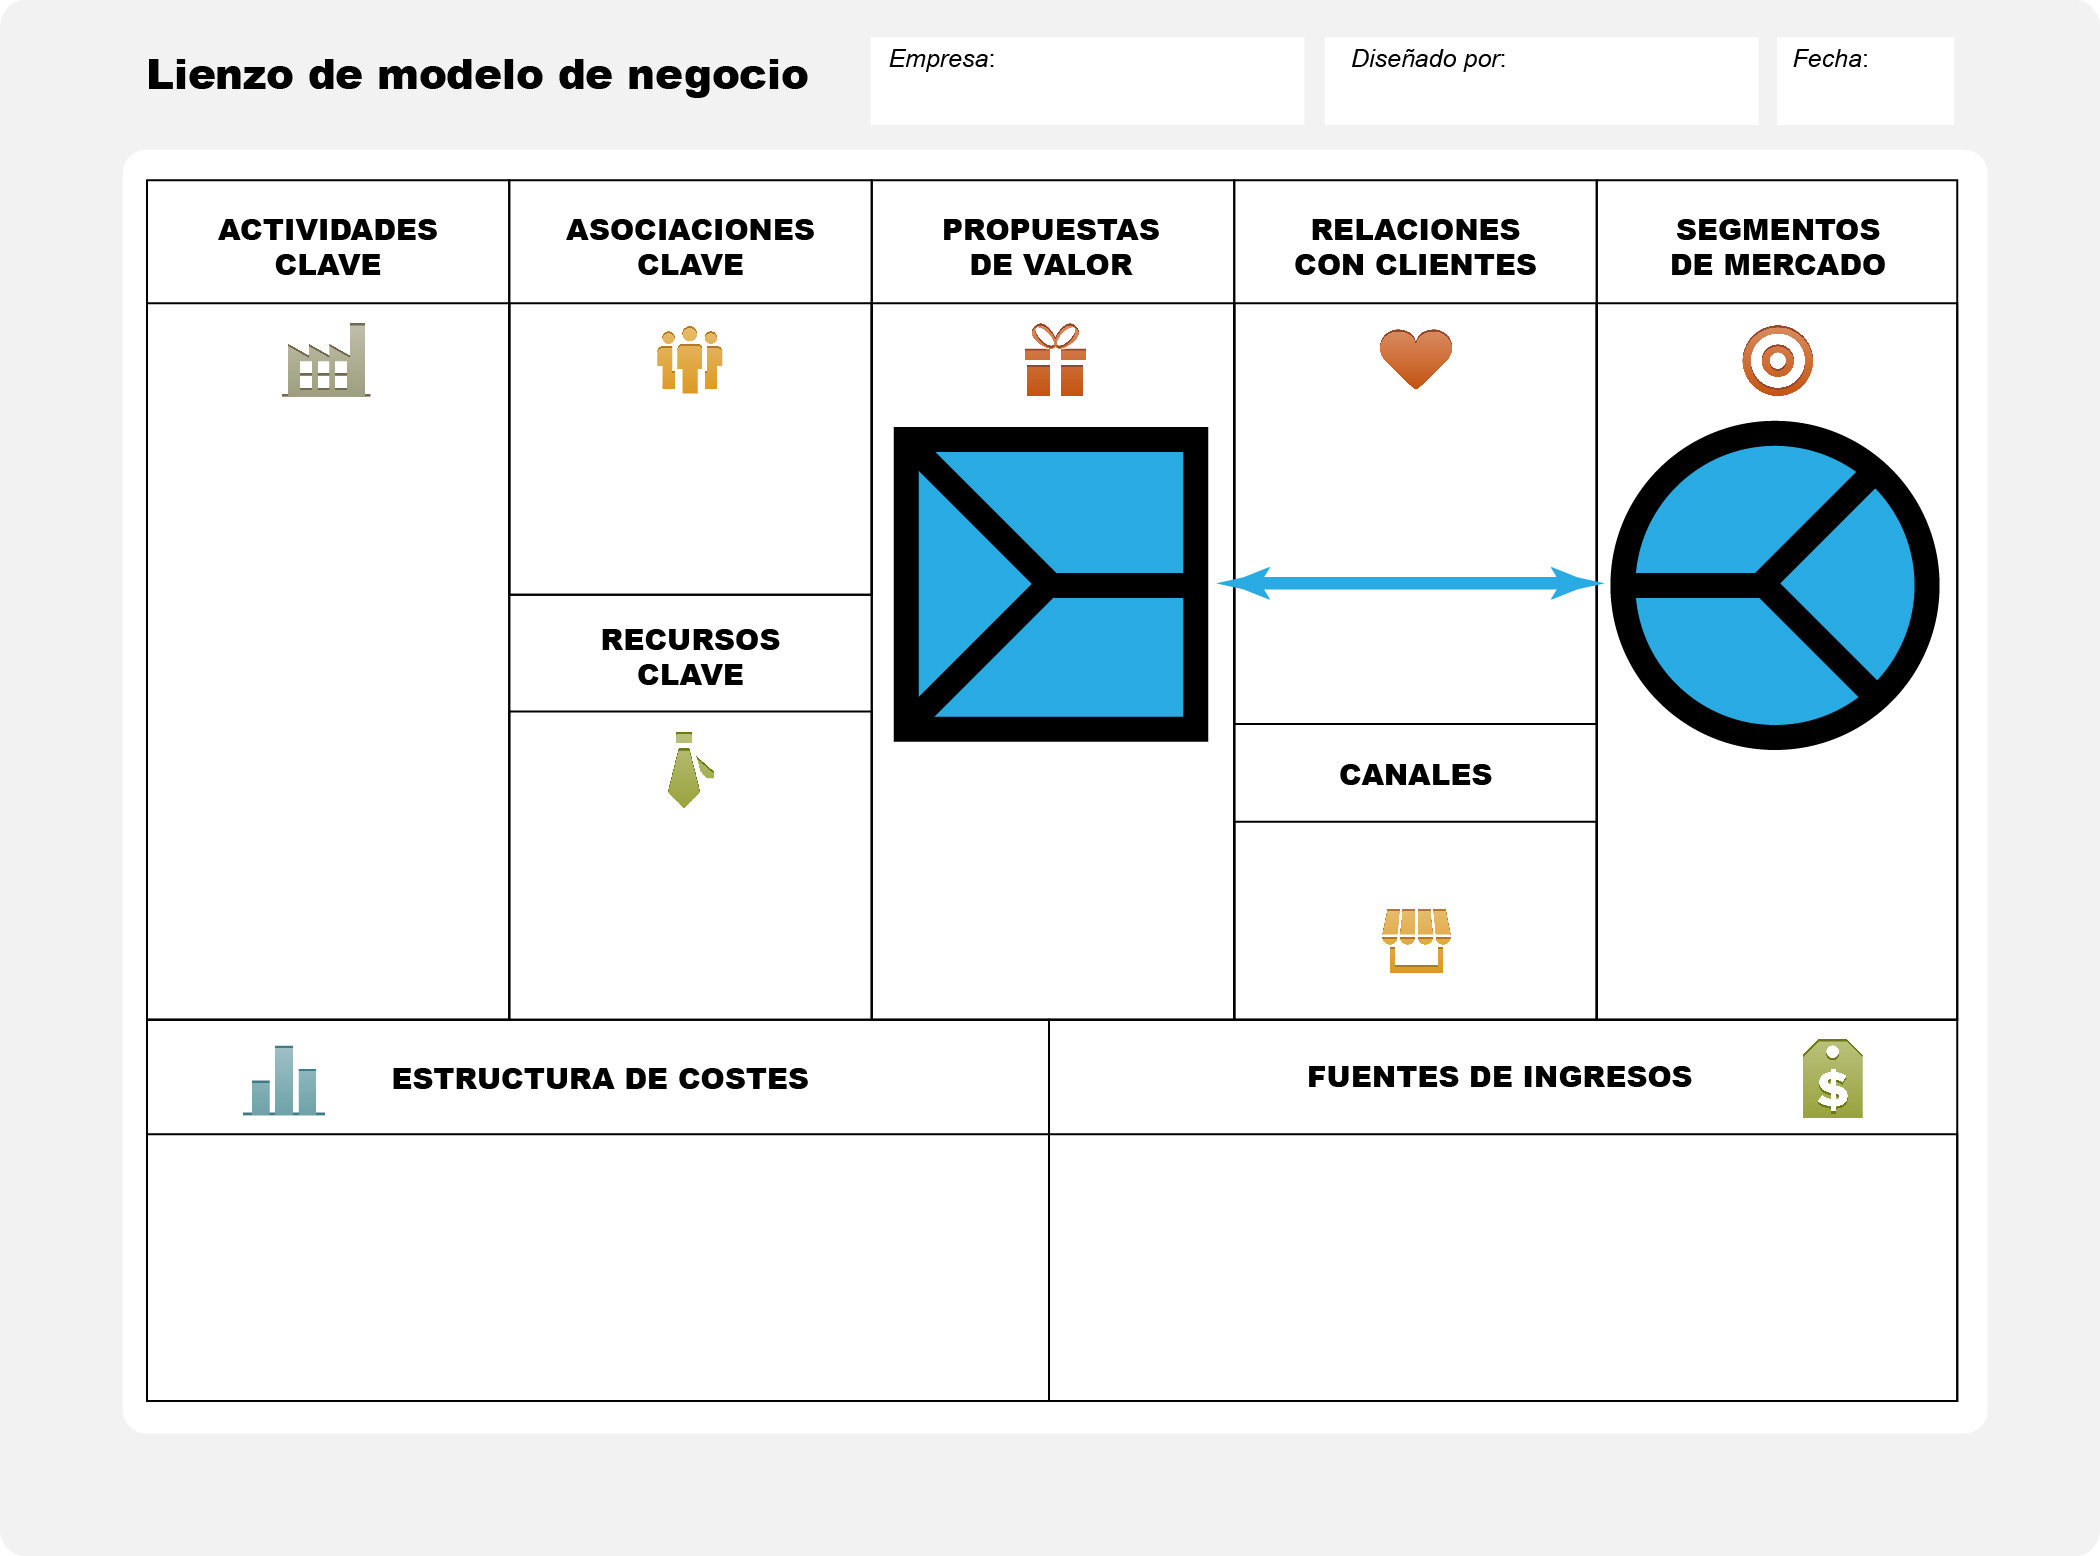 Lienzo de modelo de negocio
Empresa:
Diseñado por:
Fecha:
ACTIVIDADES
CLAVE
ASOCIACIONES
CLAVE
PROPUESTAS
DE VALOR
RELACIONES
CON CLIENTES
SEGMENTOS
DE MERCADO
RECURSOS
CLAVE
CANALES
ESTRUCTURA DE COSTES
FUENTES DE INGRESOS
$